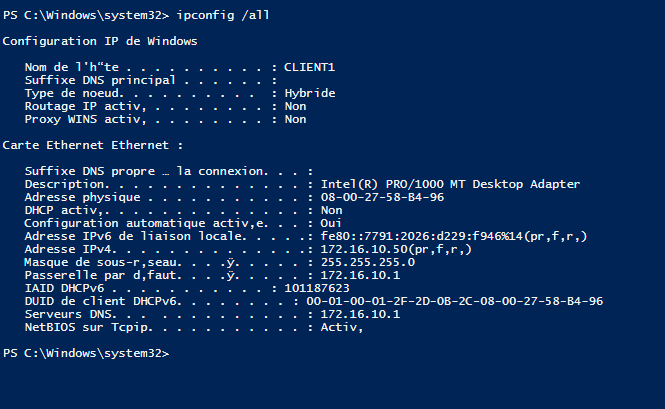 PS C:\Windows\system32> ipconfig /all
Configuration IP de Windows
Nom de l'h“te . . . . . . . . . . : CLIENT1
Suffixe DNS principal . . . . . . :
Type de noeud. . . . . . . . . . : Hybride
Routage IP activ‚ . . . . . . . . : Non
Proxy WINS activ‚ . . . . . . . . : Non
Carte Ethernet Ethernet :
Suffixe DNS propre … la connexion. . . :
Description. . . . . . . . . . . . . . : Intel(R) PRO/1000 MT Desktop Adapter
Adresse physique . . . . . . . . . . . : 08-00-27-58-B4-96
DHCP activ‚. . . . . . . . . . . . . . : Non
Configuration automatique activ‚e. . . : Oui
Adresse IPv6 de liaison locale. . . . .: fe80::7791:2026:d229:f946%14(pr‚f‚r‚)
Adresse IPv4. . . . . . . . . . . . . .: 172.16.10.50(pr‚f‚r‚)
Masque de sous-r‚seau. . . .ÿ. . . . . : 255.255.255.0
Passerelle par d‚faut. . . .ÿ. . . . . : 172.16.10.1
IAID DHCPv6 . . . . . . . . . . . : 101187623
DUID de client DHCPv6. . . . . . . . : 00-01-00-01-2F-2D-0B-2C-08-00-27-58-B4-96
Serveurs DNS. . . . . . . . . . . . . : 172.16.10.1
NetBIOS sur Tcpip. . . . . . . . . . . : Activ‚
PS C:\Windows\system32>